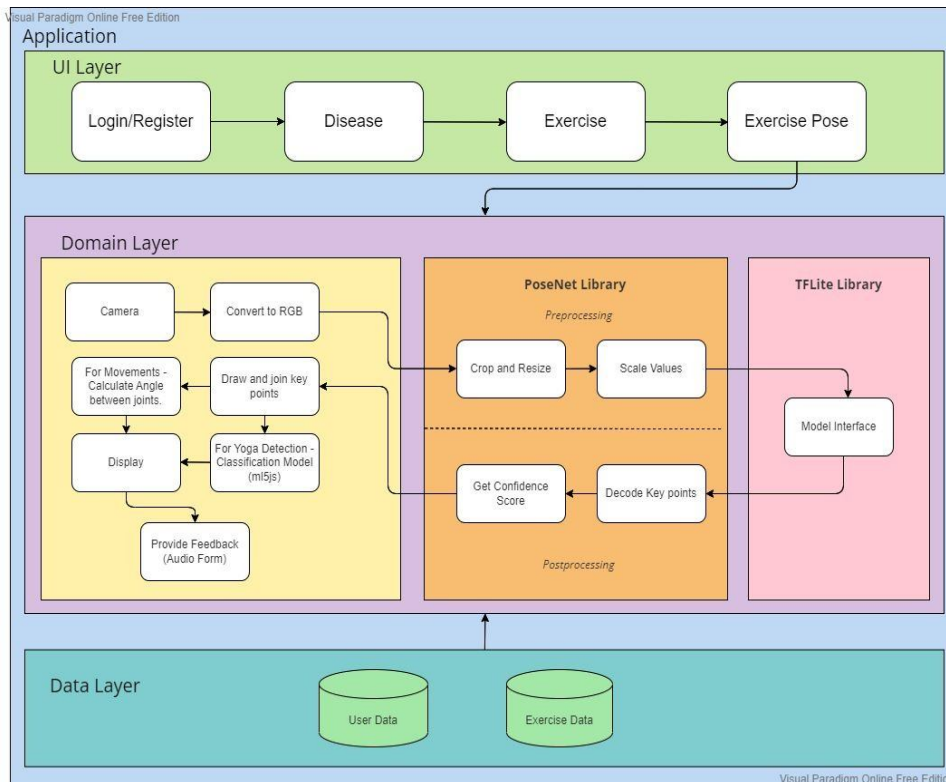 Visual Paradigm Online Free Edition
Application
UI Layer
Login/Register
Disease
Exercise
Exercise Pose
Domain Layer
Camera
Convert to RGB
For Movements -
Calculate Angle
between joints.
Draw and join key
points
Display
For Yoga Detection -
Classification Model
(ml5js)
Provide Feedback
(Audio Form)
PoseNet Library
Preprocessing
Crop and Resize
Scale Values
Get Confidence
Score
Decode Key points
Postprocessing
TFLite Library
Model Interface
Data Layer
User Data
Exercise Data
Visual Paradigm Online Free Editio